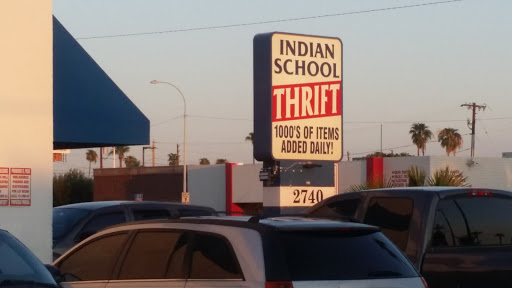 INDIAN
SCHOOL
THRIFT
1000'S OF ITEMS
ADDED DAILY!
2740